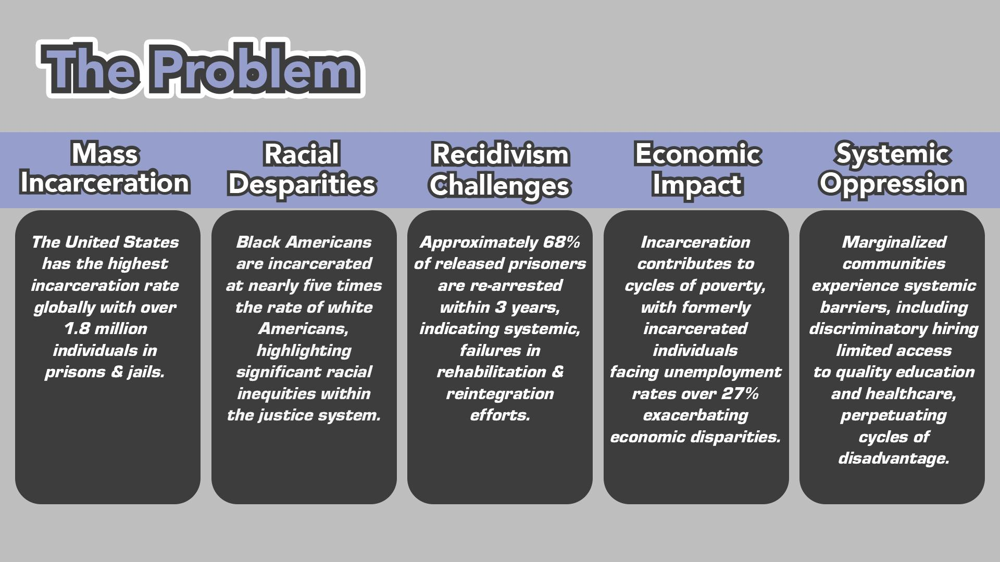 The Problem
Mass
Incarceration
The United States
has the highest
incarceration rate
globally with over
1.8 million
individuals in
prisons & jails.
Racial
Desparities
Black Americans
are incarcerated
at nearly five times
the rate of white
Americans,
highlighting
significant racial
inequities within
the justice system.
Recidivism
Challenges
Approximately 68%
of released prisoners
are re-arrested
within 3 years,
indicating systemic,
failures in
rehabilitation &
reintegration
efforts.
Economic
Impact
Incarceration
contributes to
cycles of poverty,
with formerly
incarcerated
individuals
facing unemployment
rates over 27%
exacerbating
economic disparities.
Systemic
Oppression
Marginalized
communities
experience systemic
barriers, including
discriminatory hiring
limited access
to quality education
and healthcare,
perpetuating
cycles of
disadvantage.